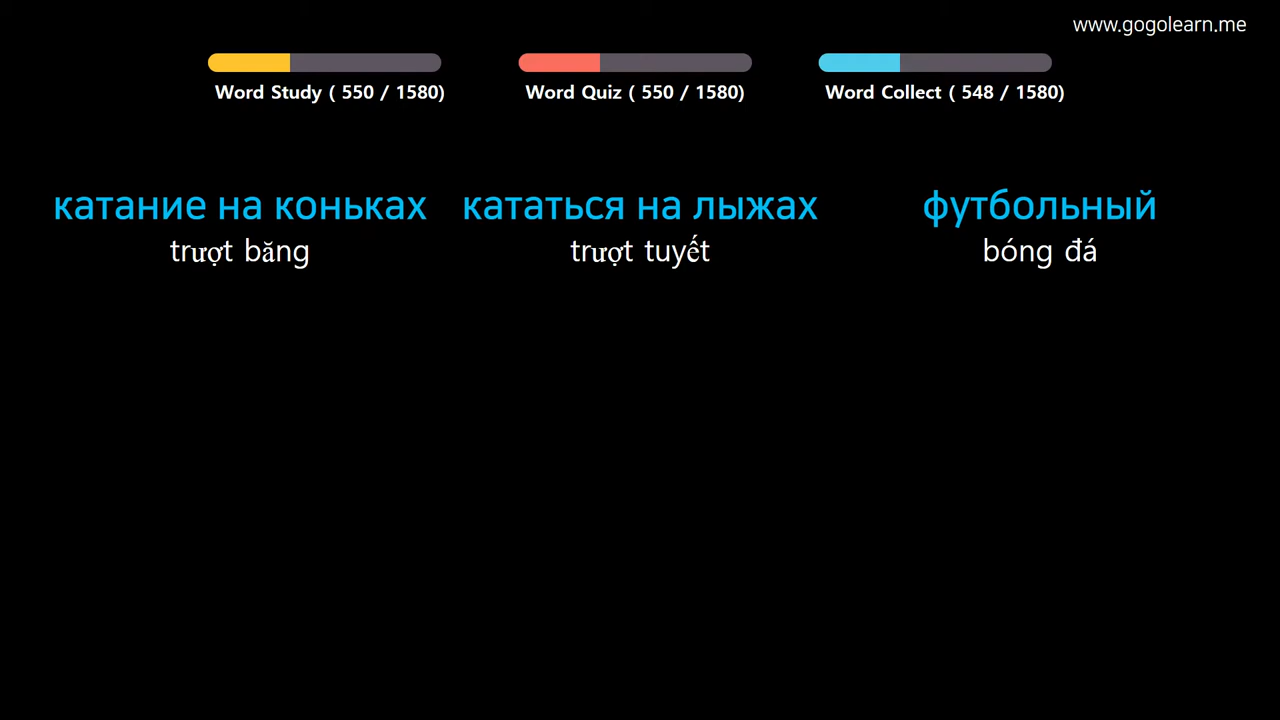 www.gogolearn.me
Word Study ( 550 / 1580)
Word Quiz ( 550 / 1580)
Word Collect ( 548 / 1580)
катание на коньках
кататься на лыжах
футбольный
trượt băng
trượt tuyết
bóng đá